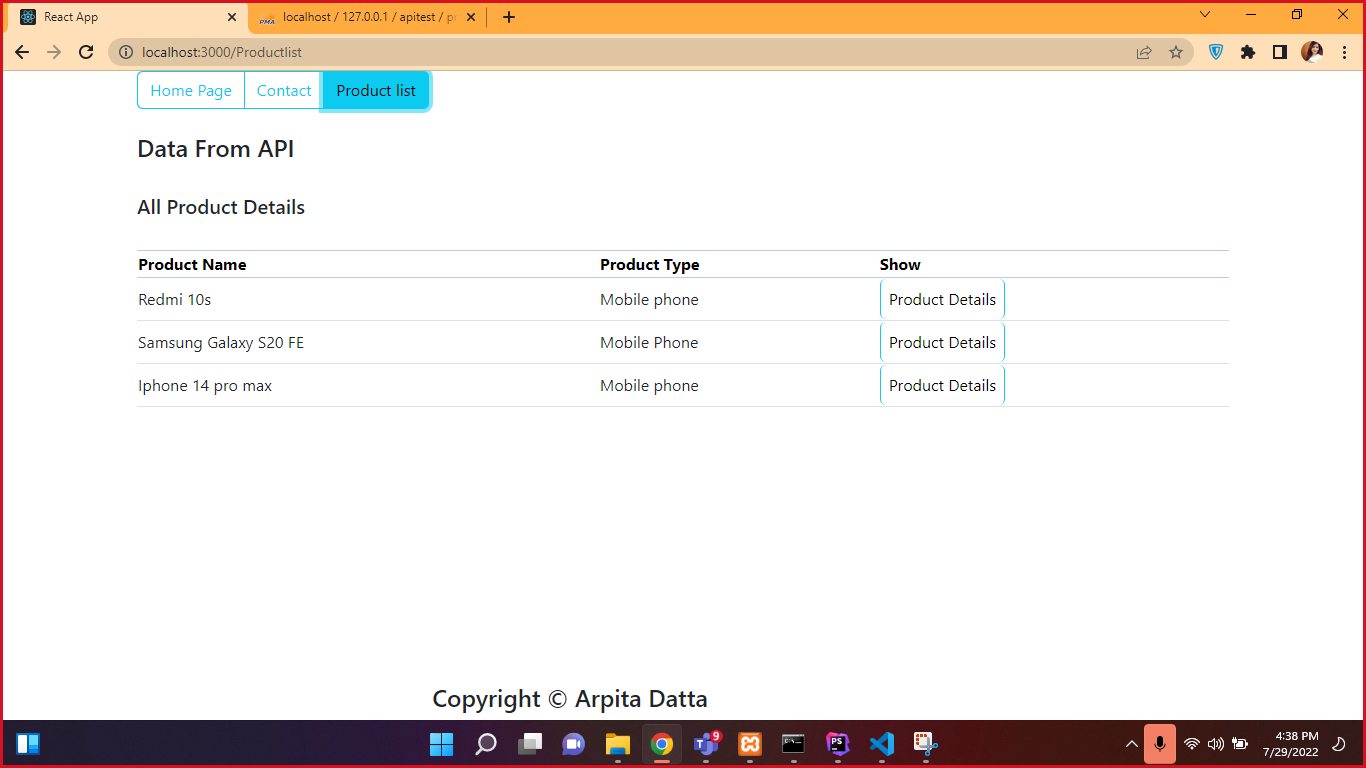 React App
localhost / 127.0.0.1 / apitest / pr
localhost:3000/Productlist
Home Page Contact Product list
Data From API
All Product Details
Product Name Product Type Show
Redmi 10s Mobile phone Product Details
Samsung Galaxy S20 FE Mobile Phone Product Details
Iphone 14 pro max Mobile phone Product Details
Copyright © Arpita Datta
9
4:38 PM
7/29/2022